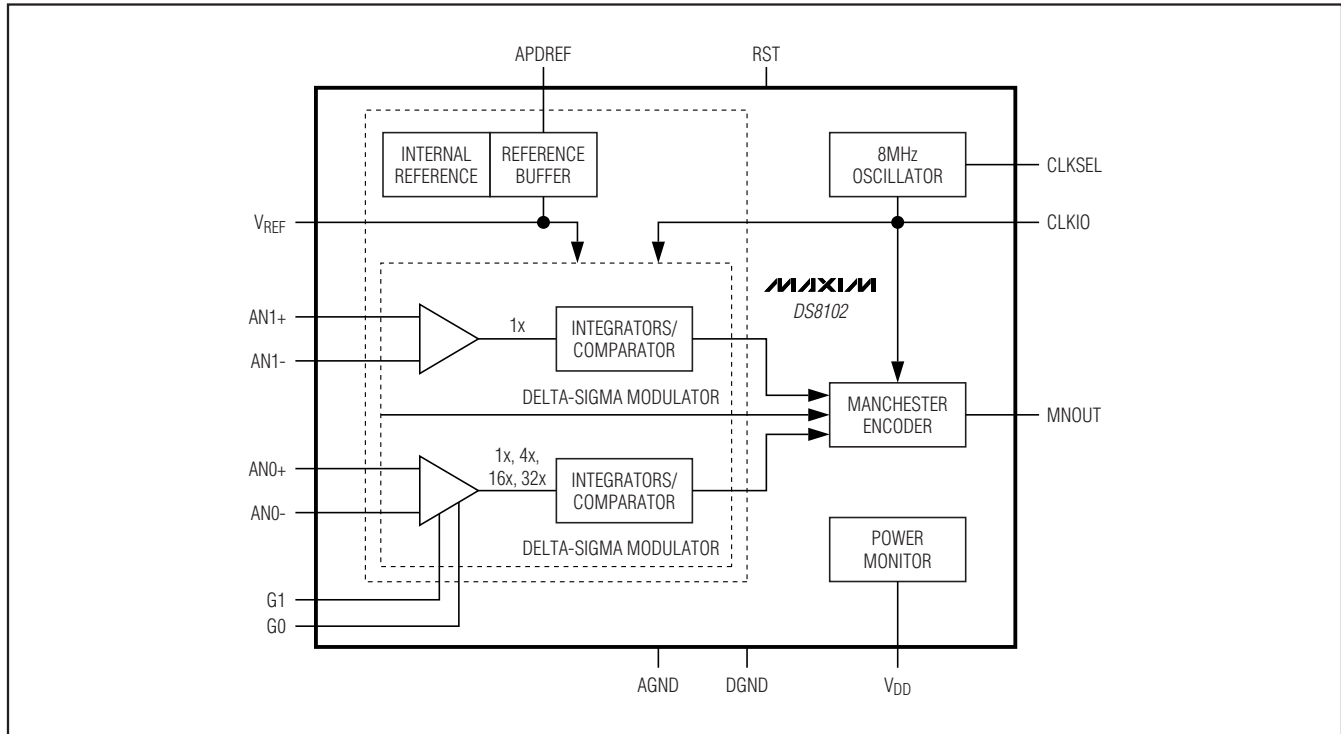 APDREF
RST
INTERNAL
REFERENCE
REFERENCE
BUFFER
8MHz
OSCILLATOR
CLKSEL
VREF
CLKIO
MAXIM
DS8102
AN1+
AN1-
1x
INTEGRATORS/
COMPARATOR
DELTA-SIGMA MODULATOR
MANCHESTER
ENCODER
MNOUT
AN0+
AN0-
1x, 4x,
16x, 32x
INTEGRATORS/
COMPARATOR
DELTA-SIGMA MODULATOR
POWER
MONITOR
G1
G0
AGND
DGND
VDD